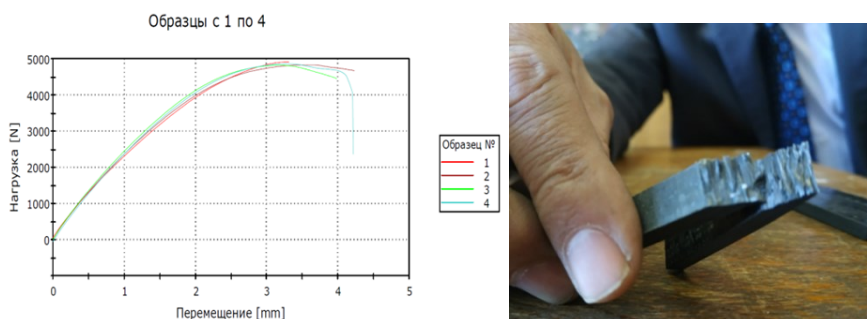 Образцы с 1 по 4
Нагрузка [N]
5000
4000
3000
2000
1000
0
0 1 2 3 4 5
Перемещение [mm]
Образец №
1
2
3
4